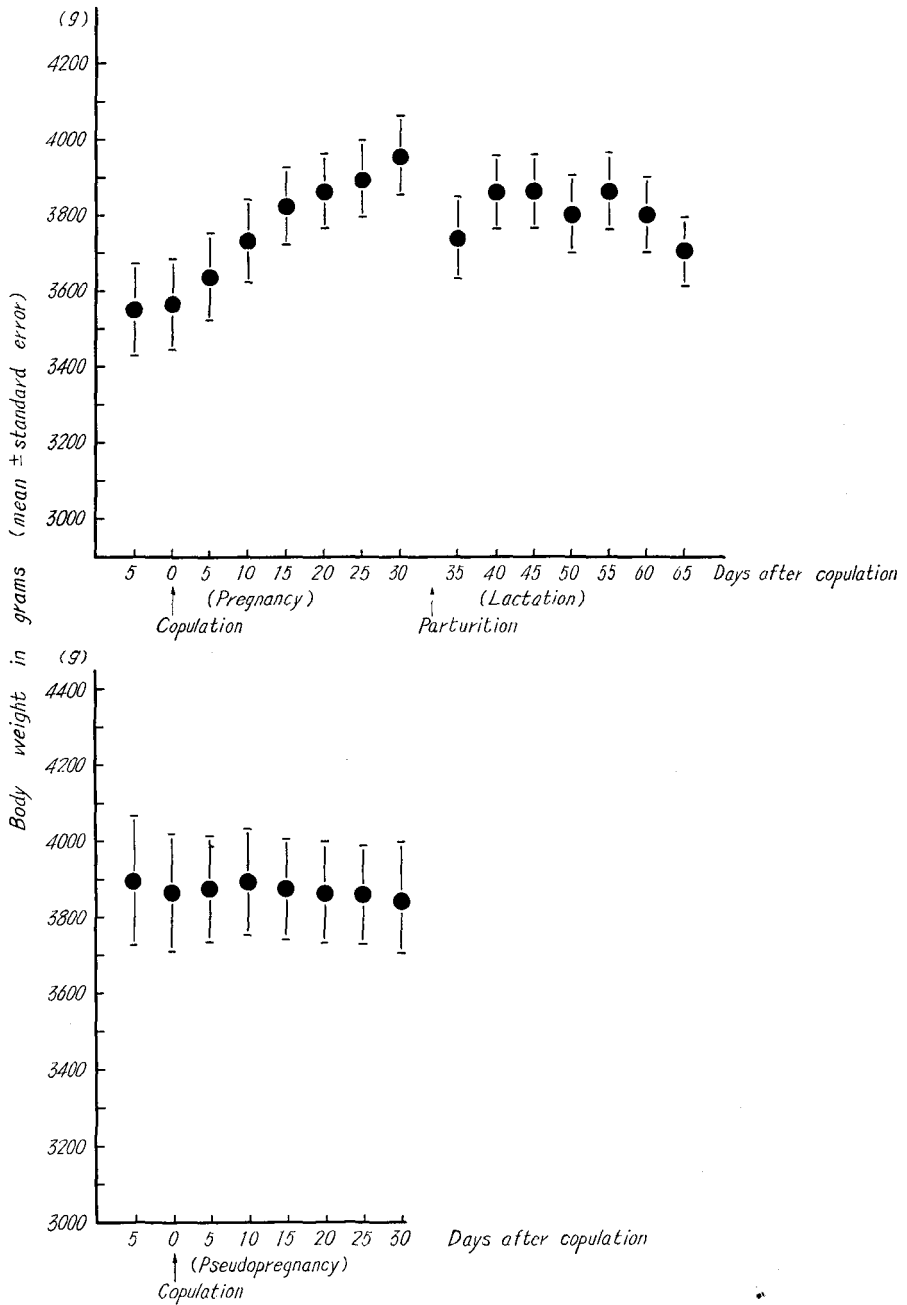 (g)
4200
4000
3800
3600
3400
3200
3000
5 0 5 10 15 20 25 30 35 40 45 50 55 60 65 Days after copulation
(Pregnancy) (Lactation)
Copulation Parturition
Body weight in grams (mean ± standard error)
(g)
4400
4200
4000
3800
3600
3400
3200
3000
5 0 5 10 15 20 25 30 Days after copulation
(Pseudopregnancy)
Copulation